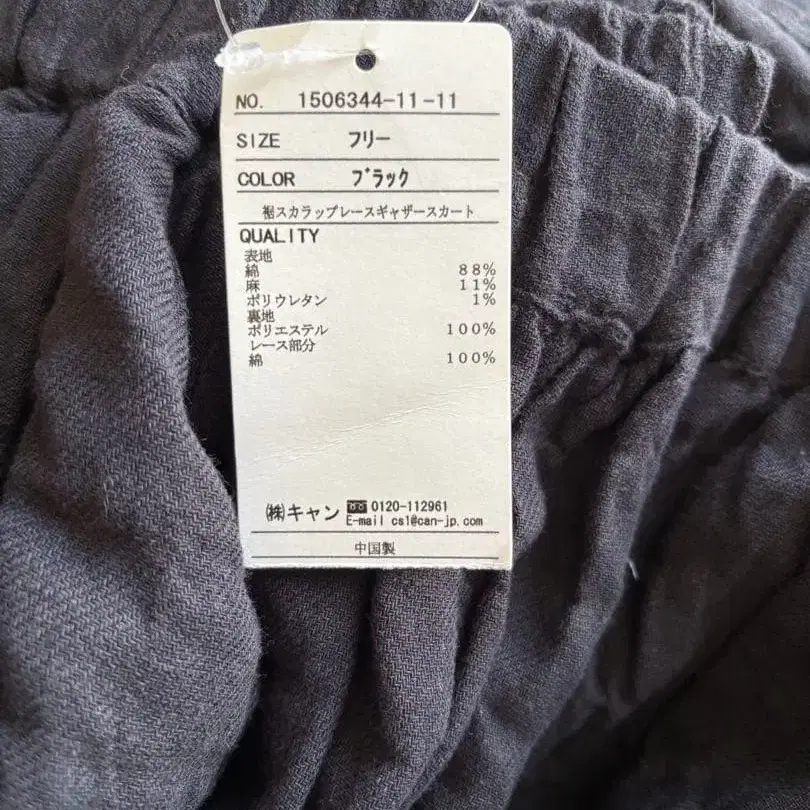 NO. 1506344-11-11
SIZE フリー
COLOR ブラック
裾スカラップレースギャザースカート
QUALITY
表地
綿 88%
麻 11%
ポリウレタン 1%
裏地
ポリエステル 100%
レース部分
綿 100%
㈱キャン 0120-112961
E-mail cs1@can-jp.com
中国製